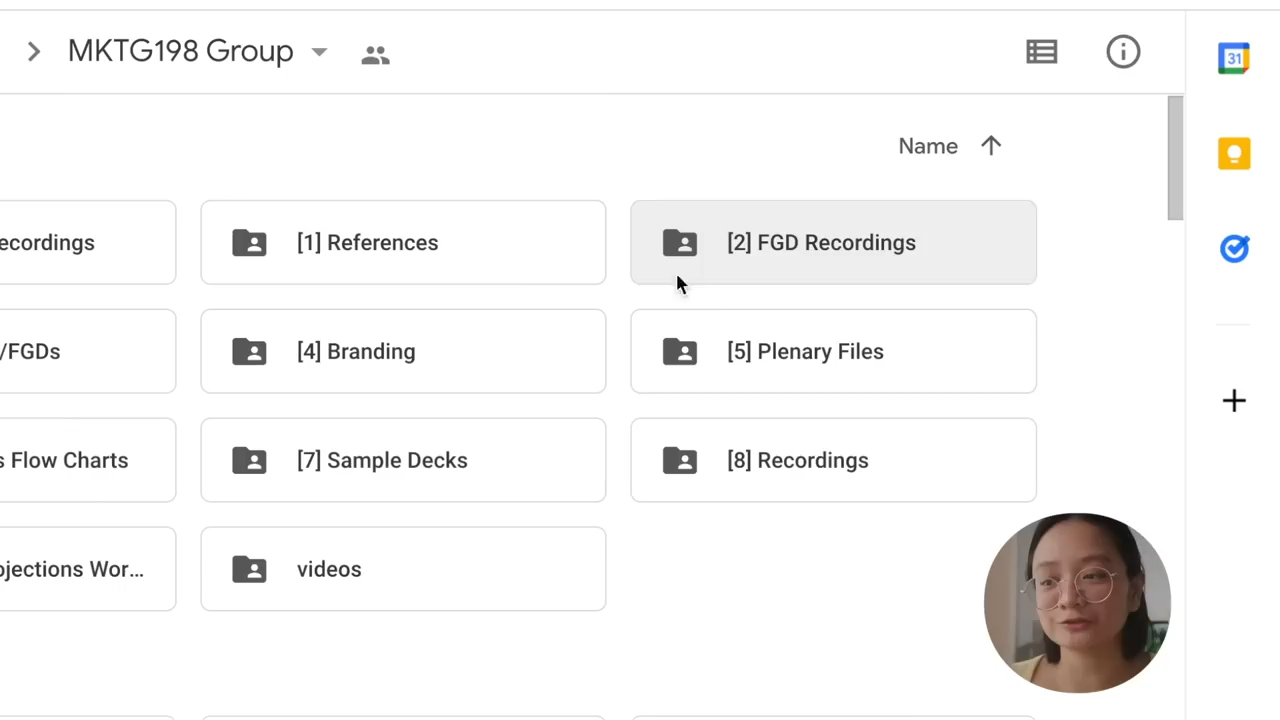 MKTG198 Group
31
Name
ecordings
[1] References
[2] FGD Recordings
/FGDs
[4] Branding
[5] Plenary Files
s Flow Charts
[7] Sample Decks
[8] Recordings
ojections Wor...
videos